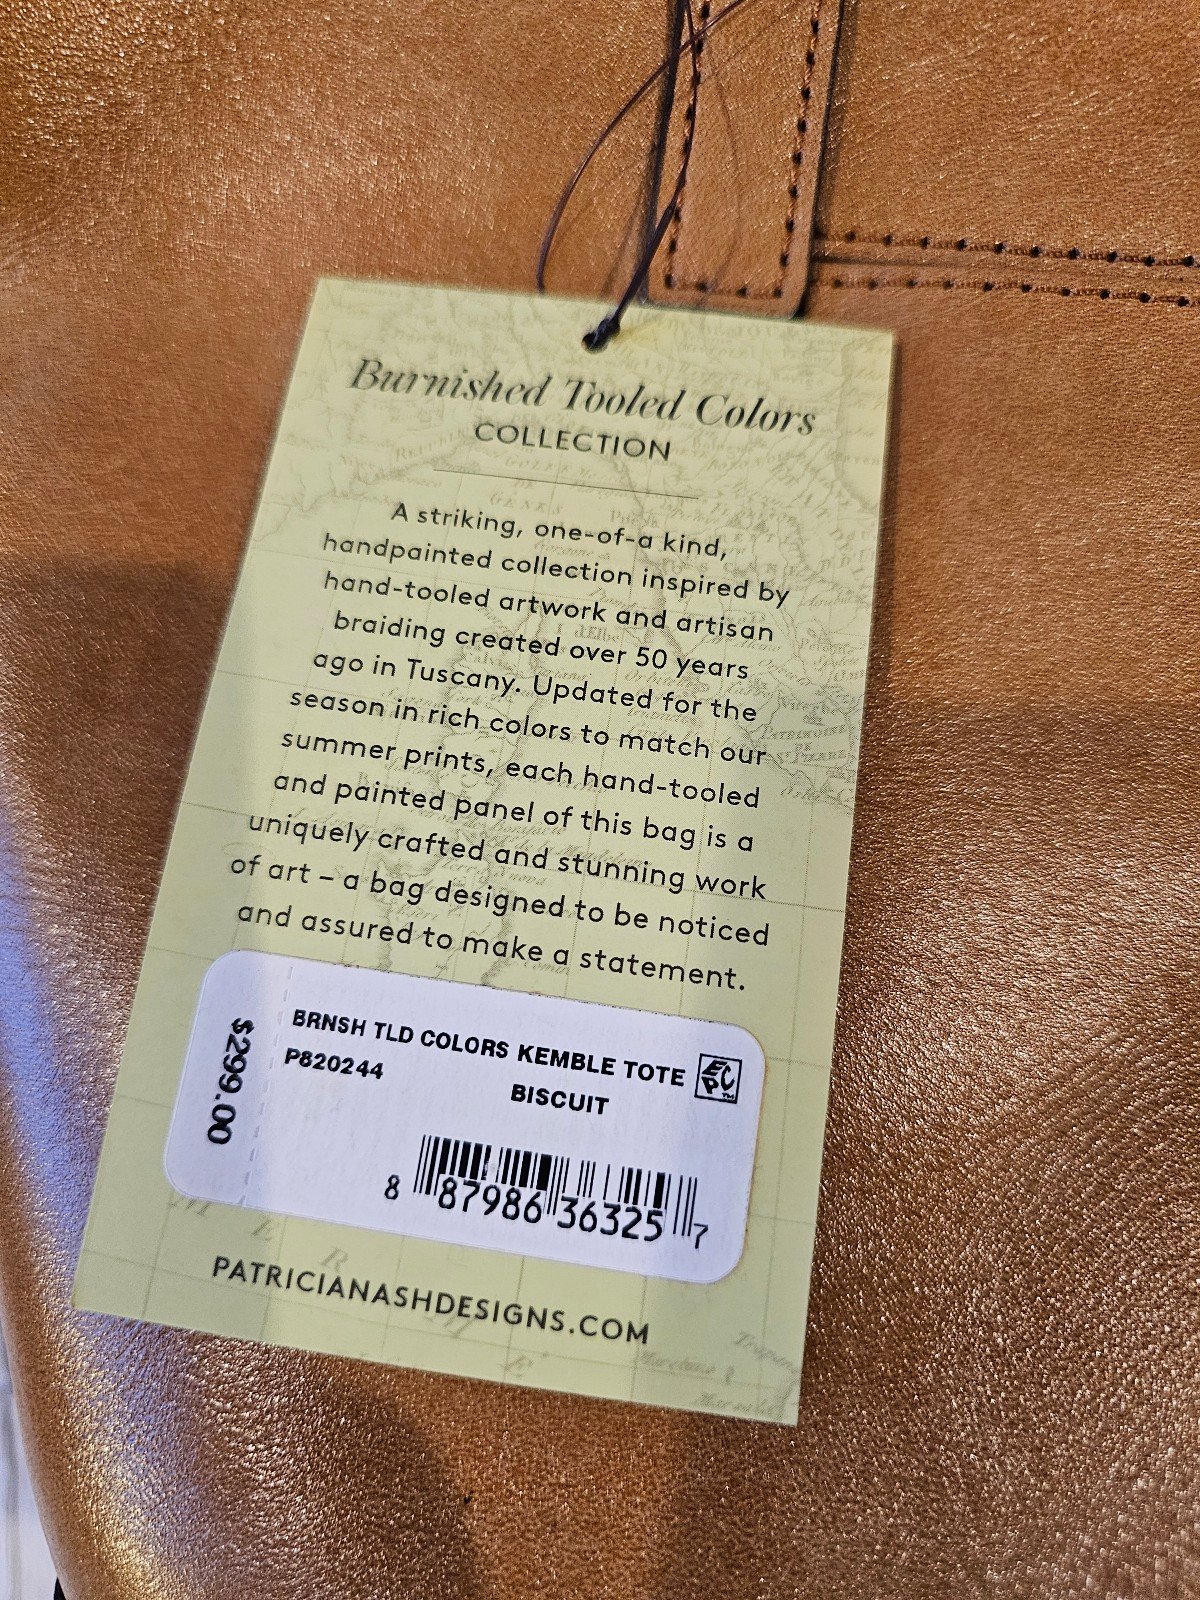 Burnished Tooled Colors
COLLECTION
A striking, one-of-a kind,
handpainted collection inspired by
hand-tooled artwork and artisan
braiding created over 50 years
ago in Tuscany. Updated for the
season in rich colors to match our
summer prints, each hand-tooled
and painted panel of this bag is a
uniquely crafted and stunning work
of art – a bag designed to be noticed
and assured to make a statement.
$299.00
BRNSH TLD COLORS KEMBLE TOTE
P820244
BISCUIT
8 87986 36325 7
PATRICIANASHDESIGNS.COM